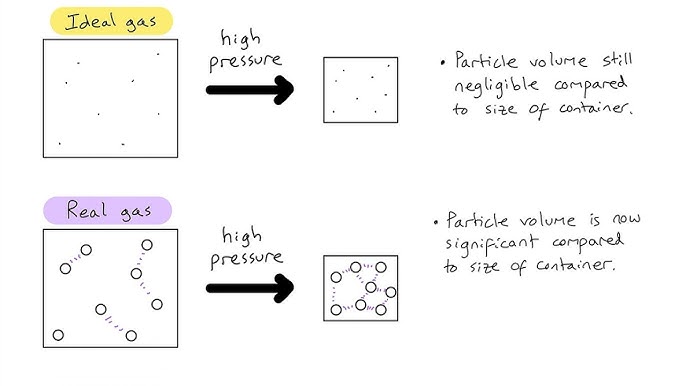 Ideal gas
high
pressure
• Particle volume still
negligible compared
to size of container.
Real gas
high
pressure
• Particle volume is now
significant compared
to size of container.